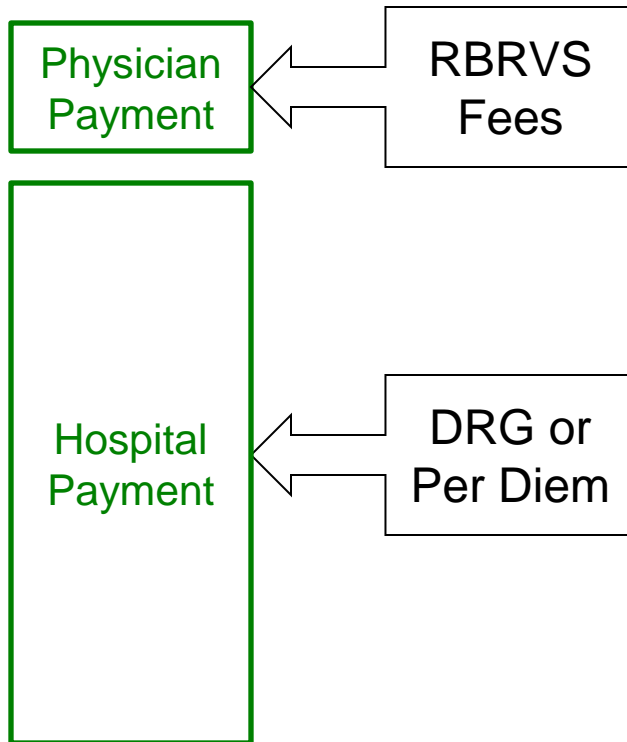 Physician
Payment
RBRVS
Fees
Hospital
Payment
DRG or
Per Diem